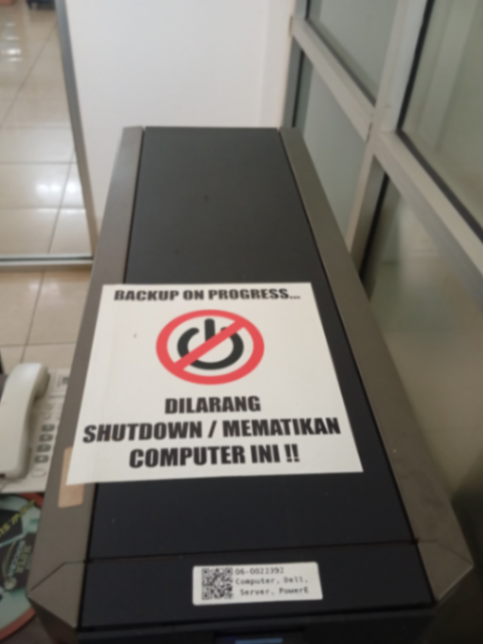 BACKUP ON PROGRESS...
DILARANG
SHUTDOWN / MEMATIKAN
COMPUTER INI !!
06-0022392
Computer, Dell,
Server, PowerE